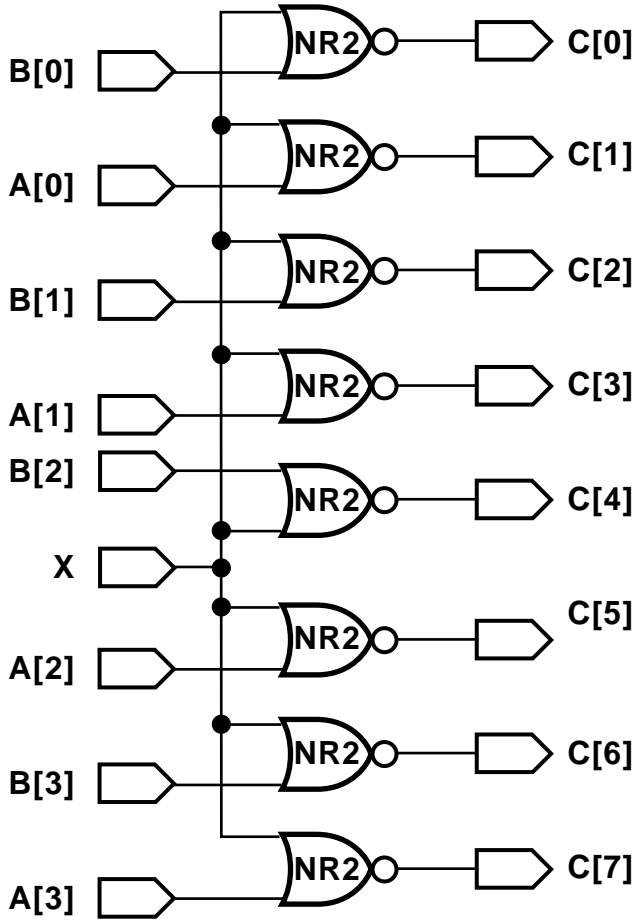 NR2 C[0]
B[0]
NR2 C[1]
A[0]
NR2 C[2]
B[1]
NR2 C[3]
A[1]
B[2]
NR2 C[4]
X
NR2 C[5]
A[2]
NR2 C[6]
B[3]
NR2 C[7]
A[3]